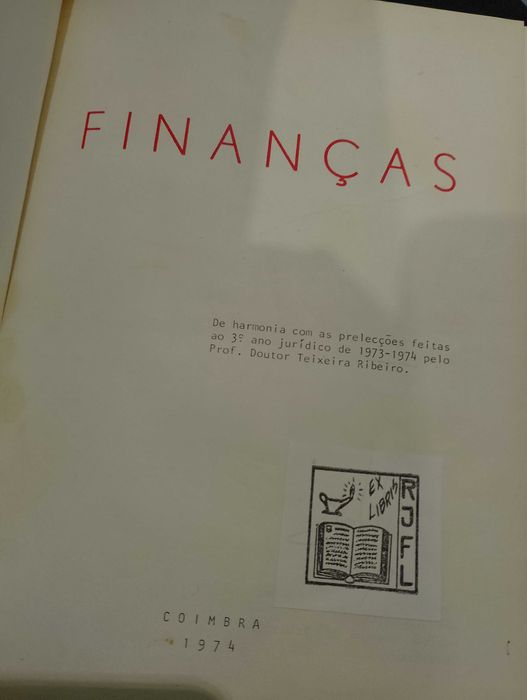 FINANÇAS
De harmonia com as prelecções feitas
ao 3º ano jurídico de 1973-1974 pelo
Prof. Doutor Teixeira Ribeiro.
EX
LIBRIS
RJFL
COIMBRA
1974